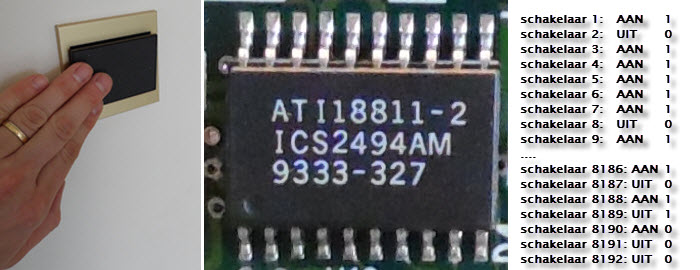 ATI18811-2
ICS2494AM
9333-327
schakelaar 1: AAN 1
schakelaar 2: UIT 0
schakelaar 3: AAN 1
schakelaar 4: AAN 1
schakelaar 5: AAN 1
schakelaar 6: AAN 1
schakelaar 7: AAN 1
schakelaar 8: UIT 0
schakelaar 9: AAN 1
....
schakelaar 8186: AAN 1
schakelaar 8187: UIT 0
schakelaar 8188: AAN 1
schakelaar 8189: UIT 1
schakelaar 8190: AAN 0
schakelaar 8191: UIT 0
schakelaar 8192: UIT 0